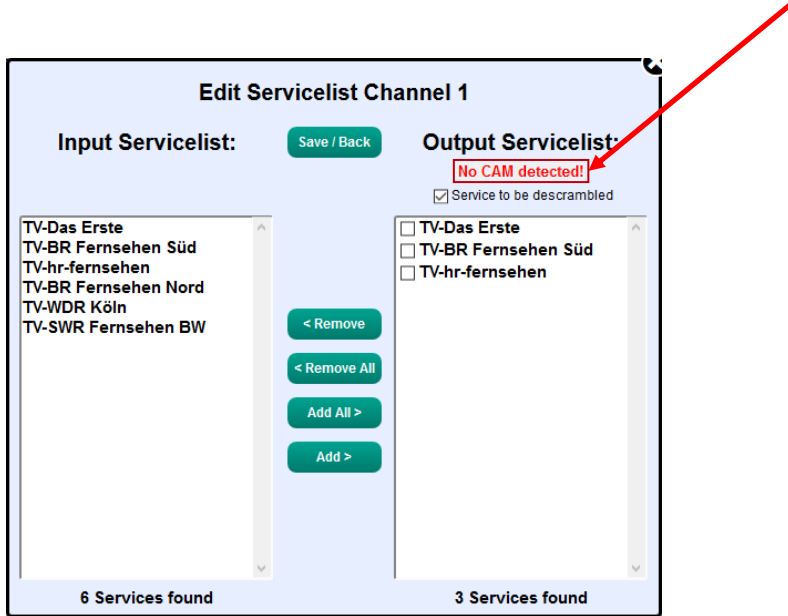 Edit Servicelist Channel 1
Input Servicelist:
Save / Back
Output Servicelist:
No CAM detected!
Service to be descrambled
TV-Das Erste
TV-BR Fernsehen Süd
TV-hr-fernsehen
TV-BR Fernsehen Nord
TV-WDR Köln
TV-SWR Fernsehen BW
< Remove
< Remove All
Add All >
Add >
TV-Das Erste
TV-BR Fernsehen Süd
TV-hr-fernsehen
6 Services found
3 Services found